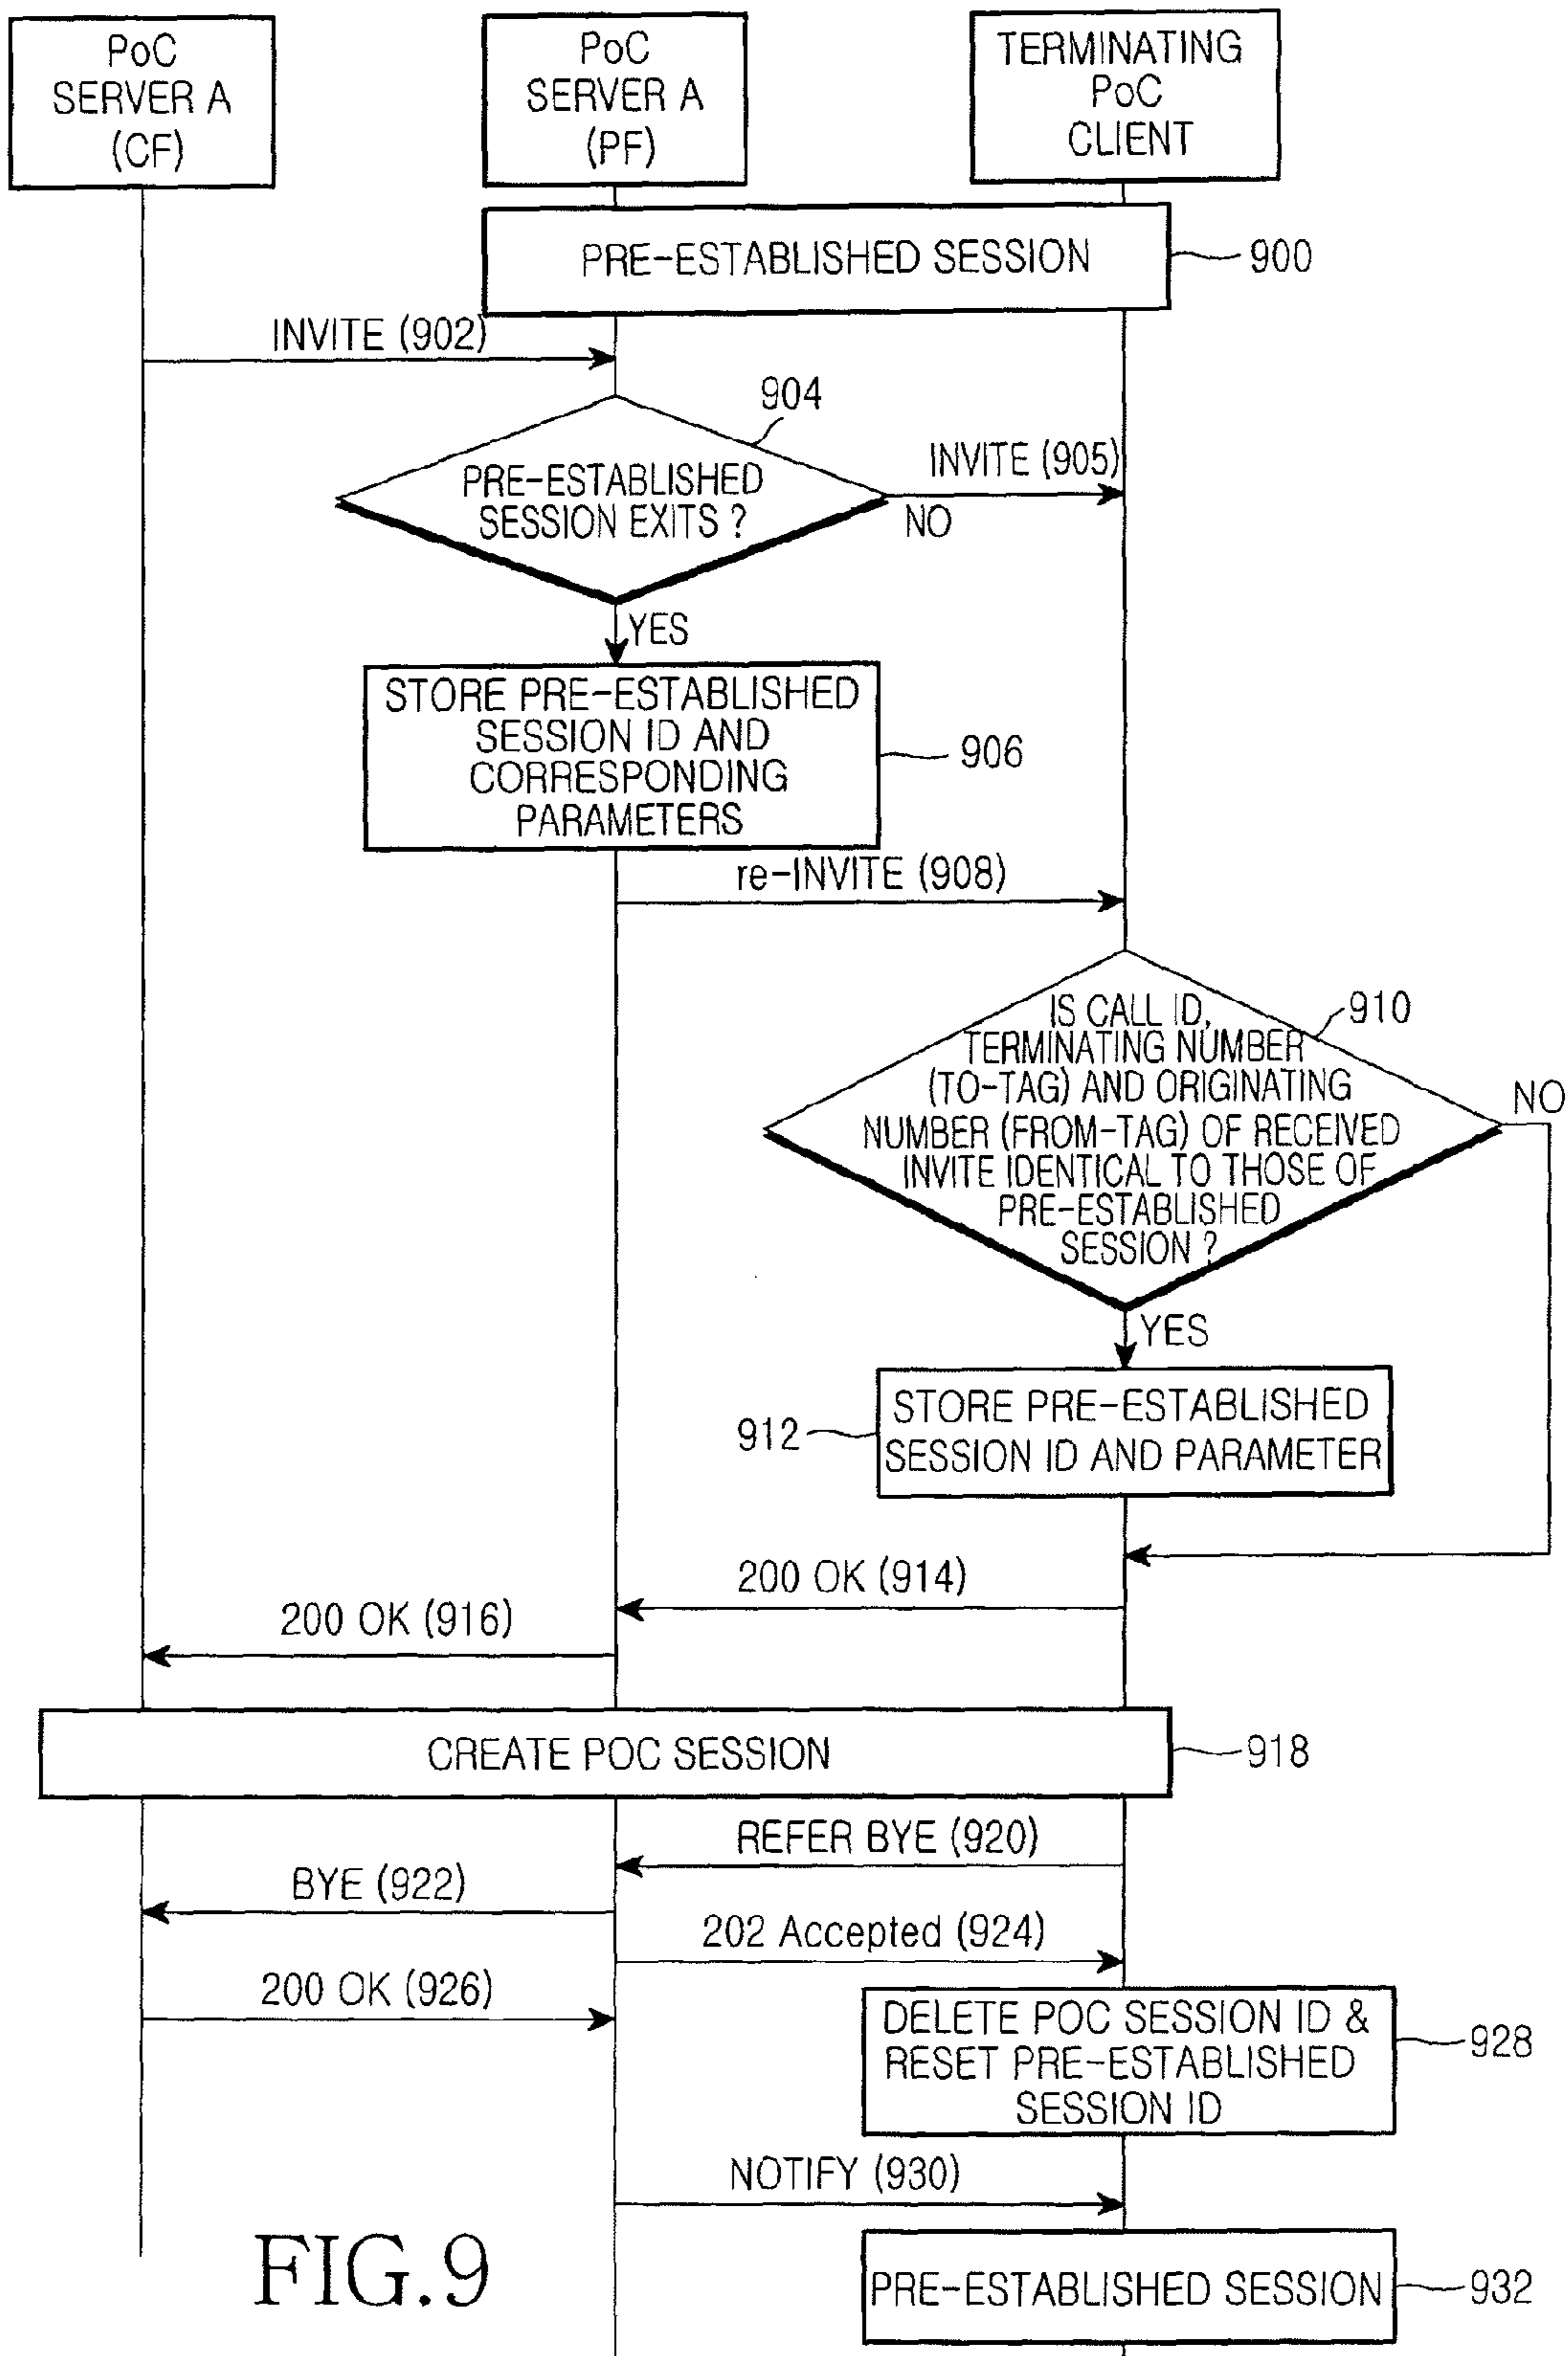 PoC
SERVER A
(CF)
PoC
SERVER A
(PF)
TERMINATING
PoC
CLIENT
PRE-ESTABLISHED SESSION
900
INVITE (902)
904
PRE-ESTABLISHED
SESSION EXITS ?
INVITE (905)
NO
YES
STORE PRE-ESTABLISHED
SESSION ID AND
CORRESPONDING
PARAMETERS
906
re-INVITE (908)
IS CALL ID,
TERMINATING NUMBER
(TO-TAG) AND ORIGINATING
NUMBER (FROM-TAG) OF RECEIVED
INVITE IDENTICAL TO THOSE OF
PRE-ESTABLISHED
SESSION ?
910
NO
YES
STORE PRE-ESTABLISHED
SESSION ID AND PARAMETER
912
200 OK (914)
200 OK (916)
CREATE POC SESSION
918
REFER BYE (920)
BYE (922)
202 Accepted (924)
200 OK (926)
DELETE POC SESSION ID &
RESET PRE-ESTABLISHED
SESSION ID
928
NOTIFY (930)
PRE-ESTABLISHED SESSION
932
FIG.9